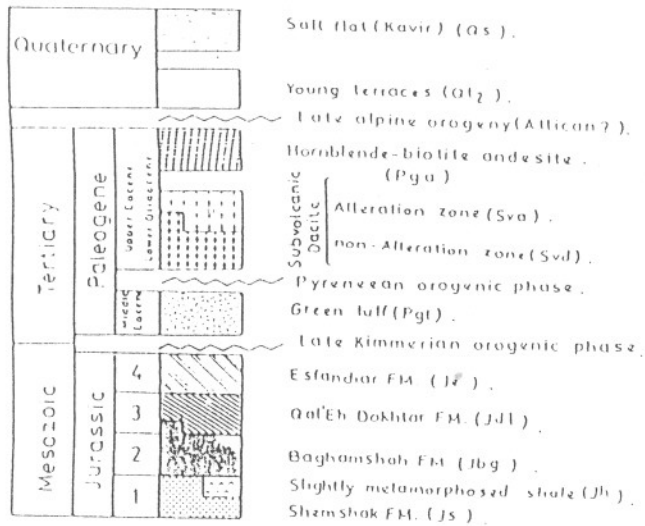 Quaternary
Salt flat (Kavir) (Qs).
Young terraces (Qt2).
Late alpine orogeny (Attican?).
Tertiary
Paleogene
Upper Eocene
Lower Oligocene
Hornblende-biotite andesite.
(Pga)
Subvolcanic
Dacite
Alteration zone (Sva).
non-Alteration zone (Svd).
Pyreneean orogenic phase.
Middle
Eocene
Green tuff (Pgt).
Late Kimmerian orogenic phase.
Mesozoic
Jurassic
4
Esfandiar FM. (Je).
3
Qal'Eh Dokhtar FM. (Jdl)
2
Baghamshah FM (Jbg)
1
Slightly metamorphosed shale (Jh)
Shemshak FM. (Js).